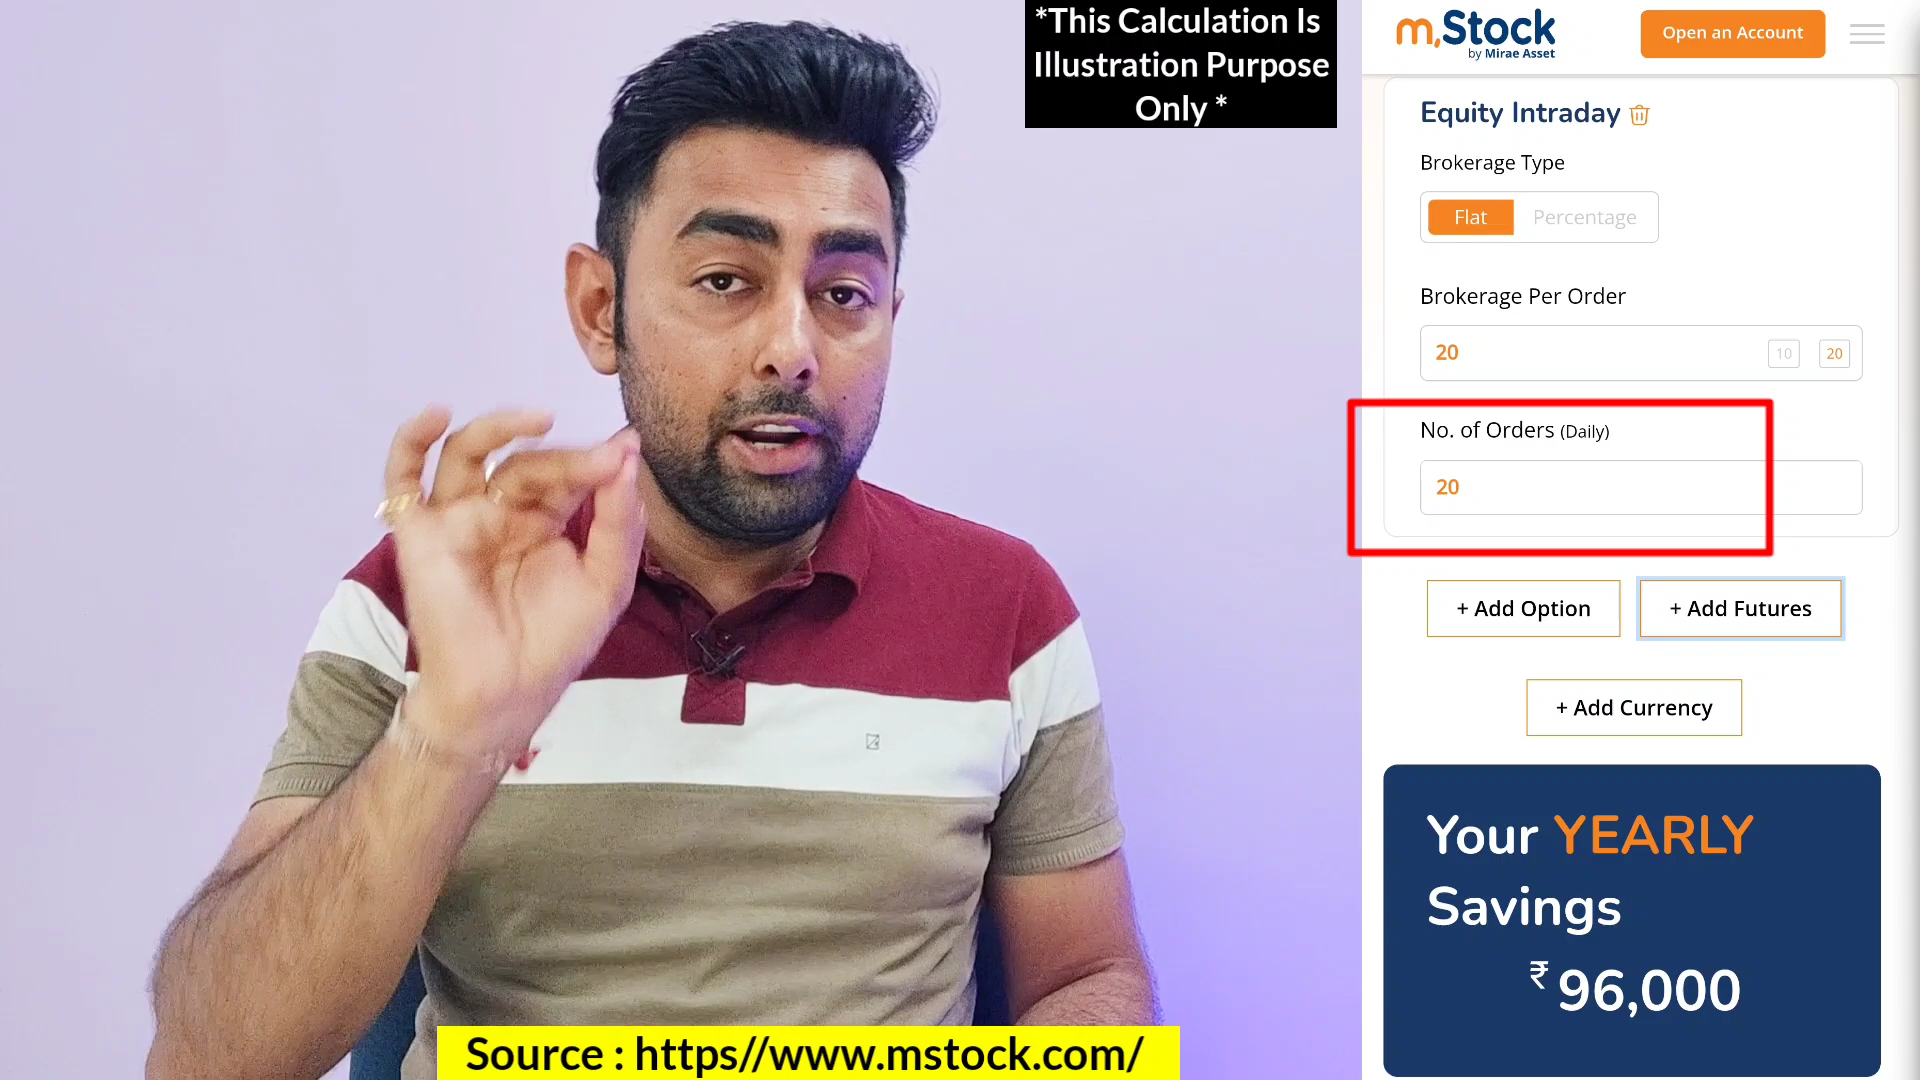 *This Calculation Is
Illustration Purpose
Only *
m.Stock
by Mirae Asset
Open an Account
Equity Intraday
Brokerage Type
Flat
Percentage
Brokerage Per Order
20
10
20
No. of Orders (Daily)
20
+ Add Option
+ Add Futures
+ Add Currency
Your YEARLY
Savings
₹ 96,000
Source : https//www.mstock.com/